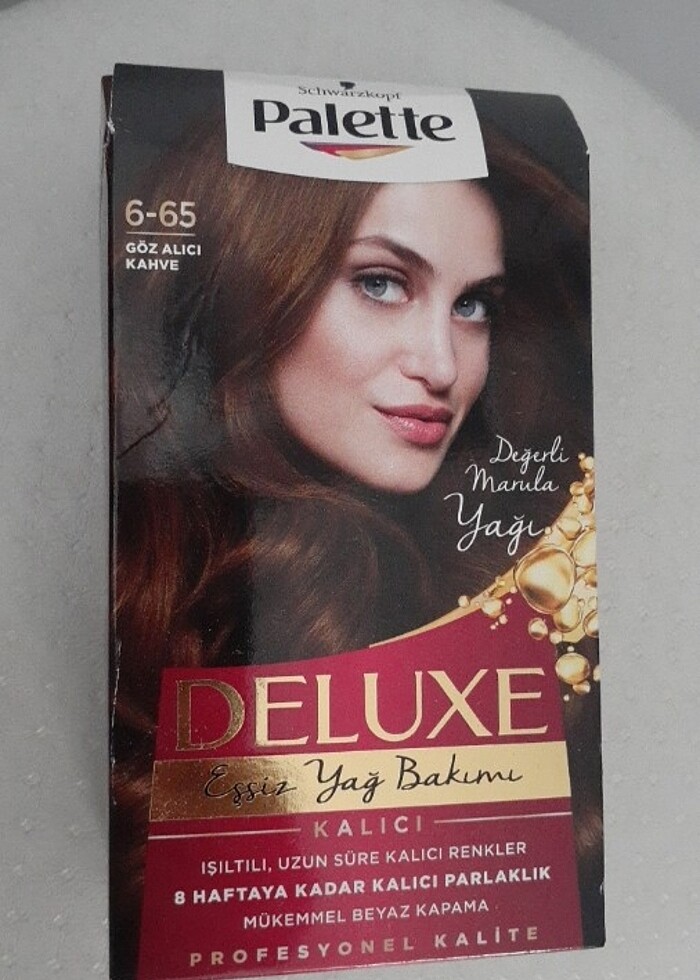 Schwarzkopf
Palette
6-65
GÖZ ALICI
KAHVE
Değerli
Marula
Yağı
DELUXE
Eşsiz Yağ Bakımı
KALICI
IŞILTILI, UZUN SÜRE KALICI RENKLER
8 HAFTAYA KADAR KALICI PARLAKLIK
MÜKEMMEL BEYAZ KAPAMA
PROFESYONEL KALİTE